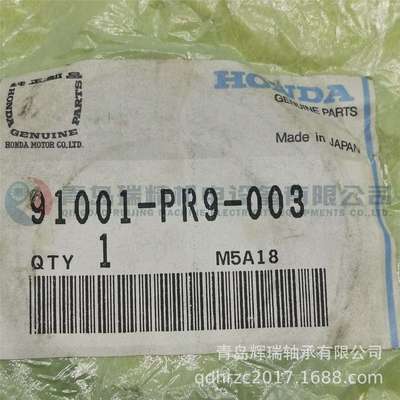 HONDA
GENUINE PARTS
Made in JAPAN
HONDA
PARTS
GENUINE
HONDA MOTOR CO.,LTD.
91001-PR9-003
QTY 1
M5A18
青岛辉瑞轴承有限公司
qdhrzc2017.1688.com